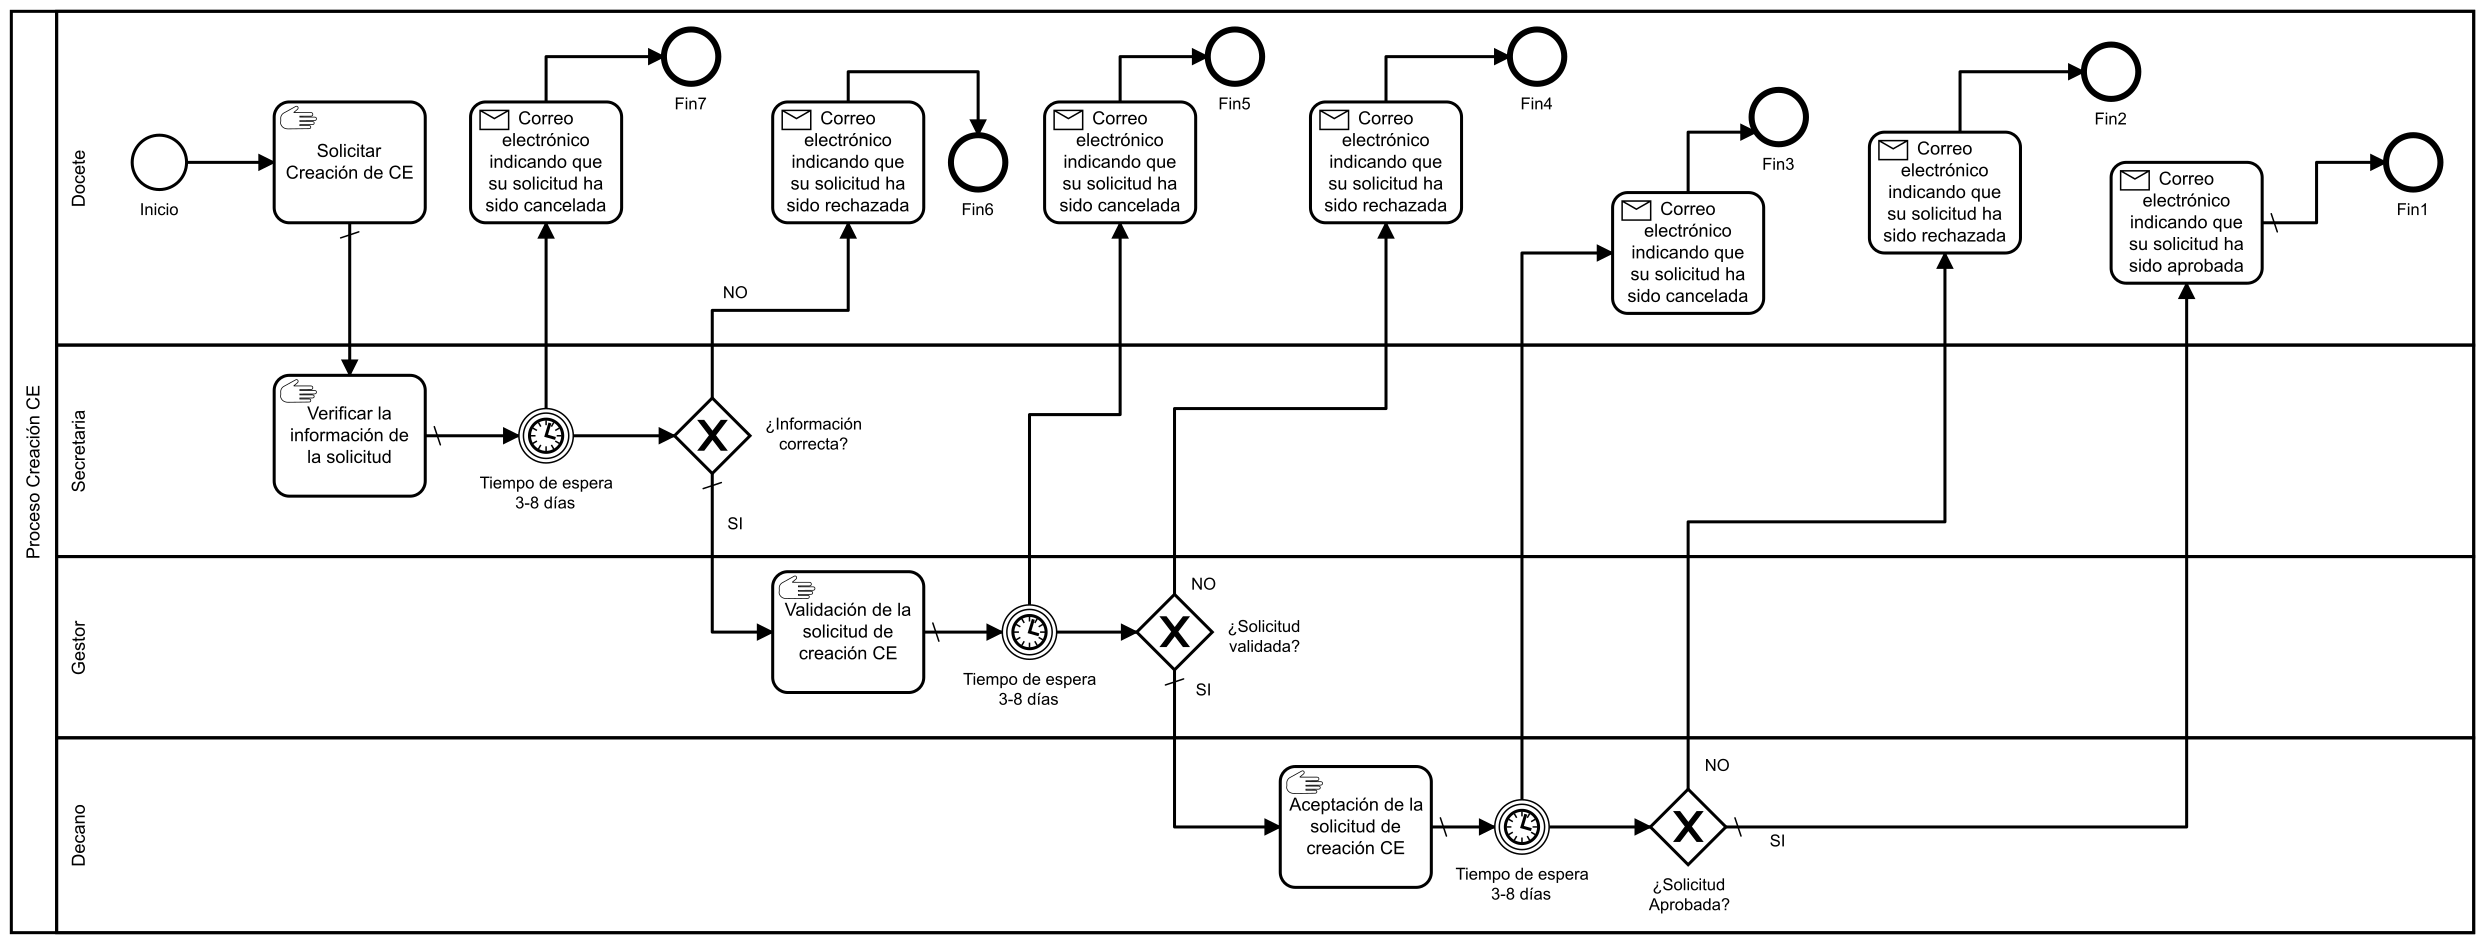 Proceso Creación CE
Docete
Inicio
Solicitar
Creación de CE
Correo
electrónico
indicando que
su solicitud ha
sido cancelada
Fin7
Correo
electrónico
indicando que
su solicitud ha
sido rechazada
Fin6
Correo
electrónico
indicando que
su solicitud ha
sido cancelada
Fin5
Correo
electrónico
indicando que
su solicitud ha
sido rechazada
Fin4
Correo
electrónico
indicando que
su solicitud ha
sido cancelada
Fin3
Correo
electrónico
indicando que
su solicitud ha
sido rechazada
Fin2
Correo
electrónico
indicando que
su solicitud ha
sido aprobada
Fin1
NO
Secretaria
Verificar la
información de
la solicitud
Tiempo de espera
3-8 días
¿Información
correcta?
SI
Gestor
Validación de la
solicitud de
creación CE
Tiempo de espera
3-8 días
NO
¿Solicitud
validada?
SI
Decano
Aceptación de la
solicitud de
creación CE
Tiempo de espera
3-8 días
NO
SI
¿Solicitud
Aprobada?